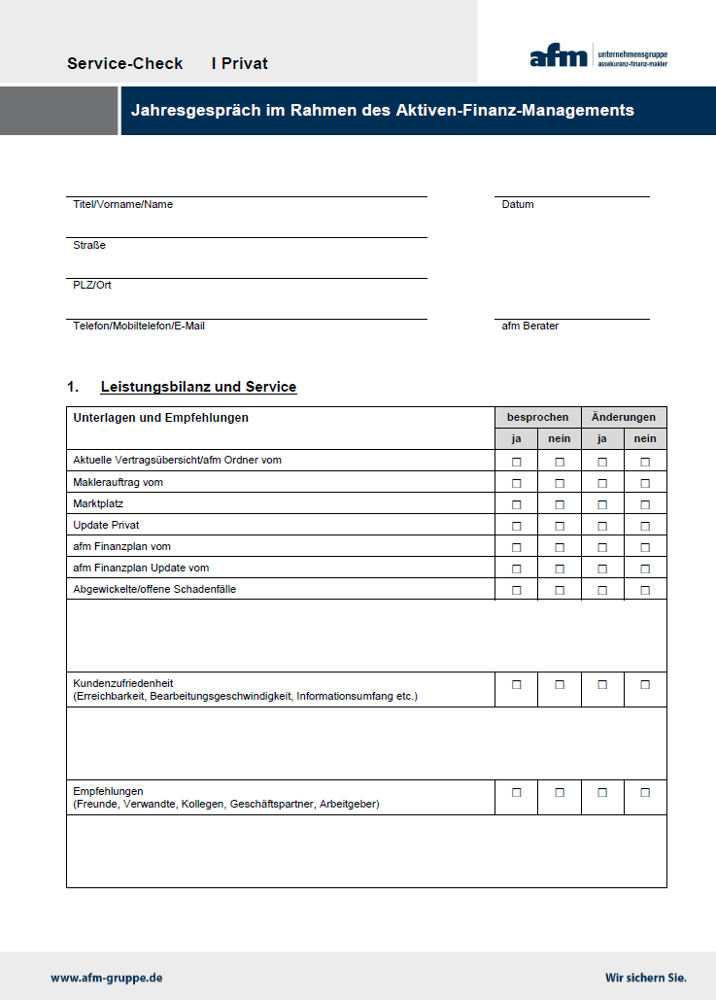 Service-Check I Privat
afm unternehmensgruppe
assekuranz-finanz-makler
Jahresgespräch im Rahmen des Aktiven-Finanz-Managements
Titel/Vorname/Name Datum
Straße
PLZ/Ort
Telefon/Mobiltelefon/E-Mail afm Berater
1. Leistungsbilanz und Service
Unterlagen und Empfehlungen besprochen Änderungen
ja nein ja nein
Aktuelle Vertragsübersicht/afm Ordner vom ☐ ☐ ☐ ☐
Maklerauftrag vom ☐ ☐ ☐ ☐
Marktplatz ☐ ☐ ☐ ☐
Update Privat ☐ ☐ ☐ ☐
afm Finanzplan vom ☐ ☐ ☐ ☐
afm Finanzplan Update vom ☐ ☐ ☐ ☐
Abgewickelte/offene Schadenfälle ☐ ☐ ☐ ☐
Kundenzufriedenheit ☐ ☐ ☐ ☐
(Erreichbarkeit, Bearbeitungsgeschwindigkeit, Informationsumfang etc.)
Empfehlungen ☐ ☐ ☐ ☐
(Freunde, Verwandte, Kollegen, Geschäftspartner, Arbeitgeber)
www.afm-gruppe.de Wir sichern Sie.